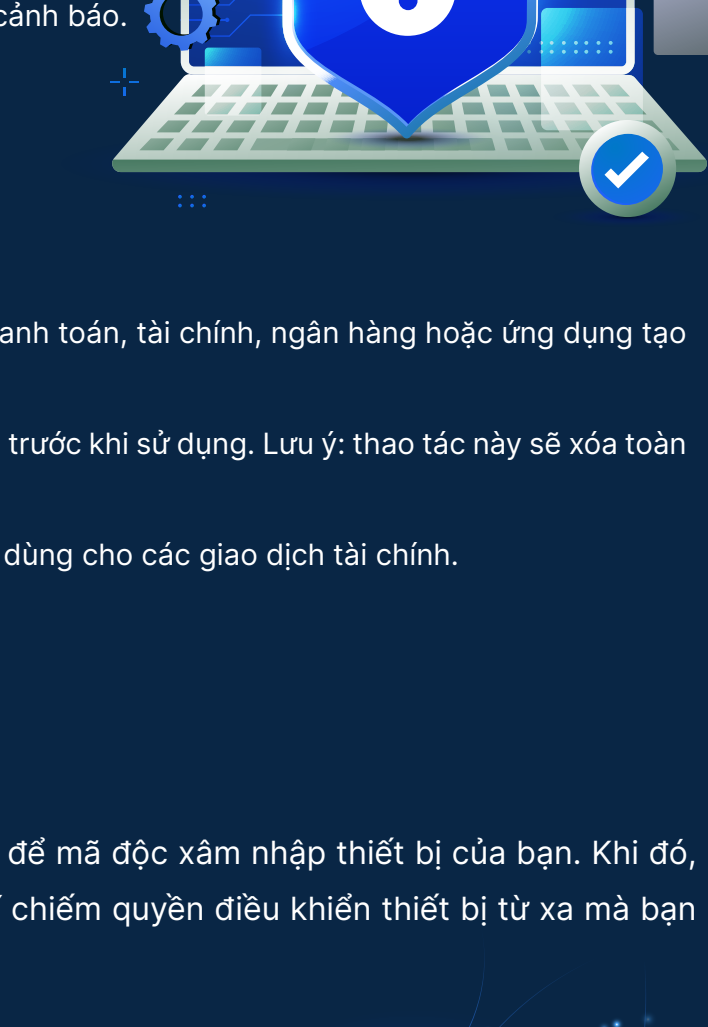 cảnh báo.
anh toán, tài chính, ngân hàng hoặc ứng dụng tạo
trước khi sử dụng. Lưu ý: thao tác này sẽ xóa toàn
dùng cho các giao dịch tài chính.
để mã độc xâm nhập thiết bị của bạn. Khi đó,
chiếm quyền điều khiển thiết bị từ xa mà bạn